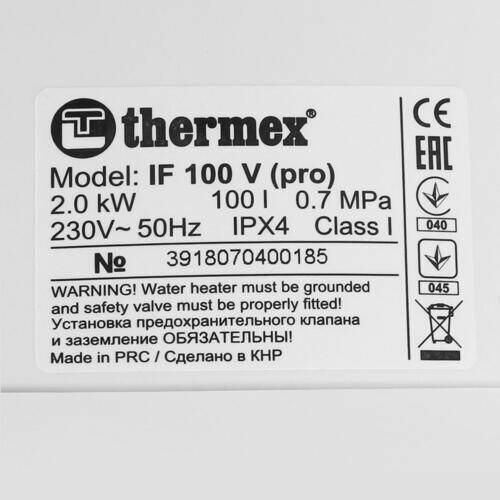 thermex®
Model: IF 100 V (pro)
2.0 kW 100 l 0.7 MPa
230V~ 50Hz IPX4 Class I
№ 3918070400185
WARNING! Water heater must be grounded
and safety valve must be properly fitted!
Установка предохранительного клапана
и заземление обязательны!
Made in PRC / Сделано в КНР
CE
EAC
040
045